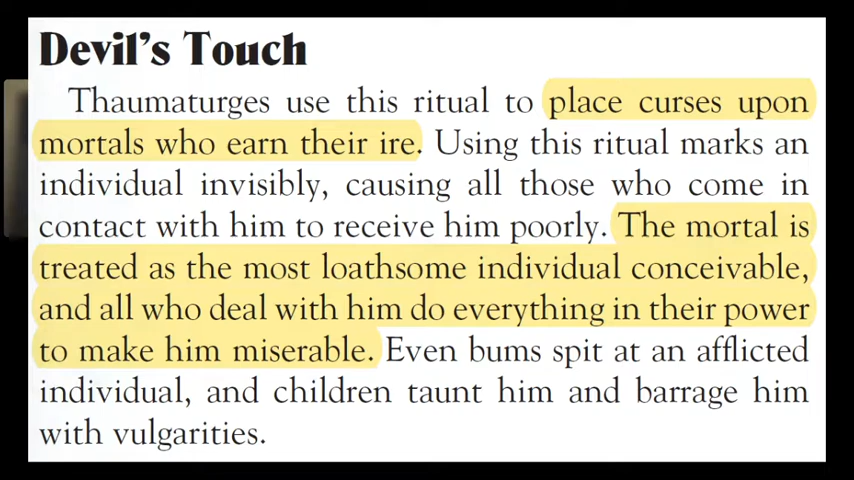 Devil's Touch
Thaumaturges use this ritual to place curses upon
mortals who earn their ire. Using this ritual marks an
individual invisibly, causing all those who come in
contact with him to receive him poorly. The mortal is
treated as the most loathsome individual conceivable,
and all who deal with him do everything in their power
to make him miserable. Even bums spit at an afflicted
individual, and children taunt him and barrage him
with vulgarities.